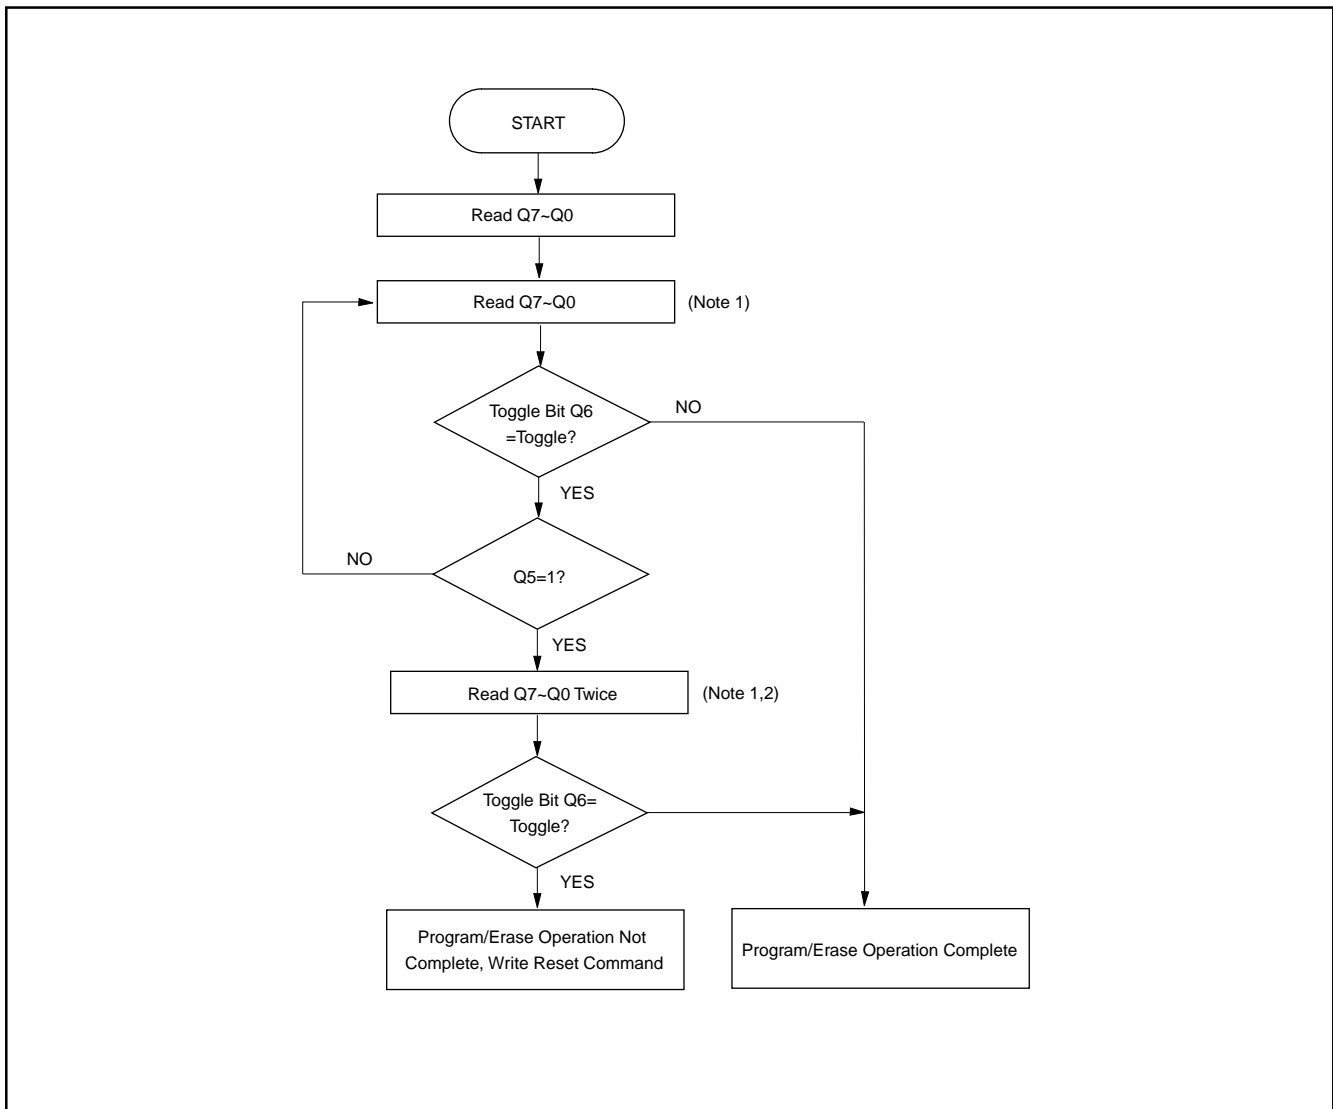 START
Read Q7~Q0
Read Q7~Q0
(Note 1)
Toggle Bit Q6
=Toggle?
NO
YES
NO
Q5=1?
YES
Read Q7~Q0 Twice
(Note 1,2)
Toggle Bit Q6=
Toggle?
YES
Program/Erase Operation Not
Complete, Write Reset Command
Program/Erase Operation Complete